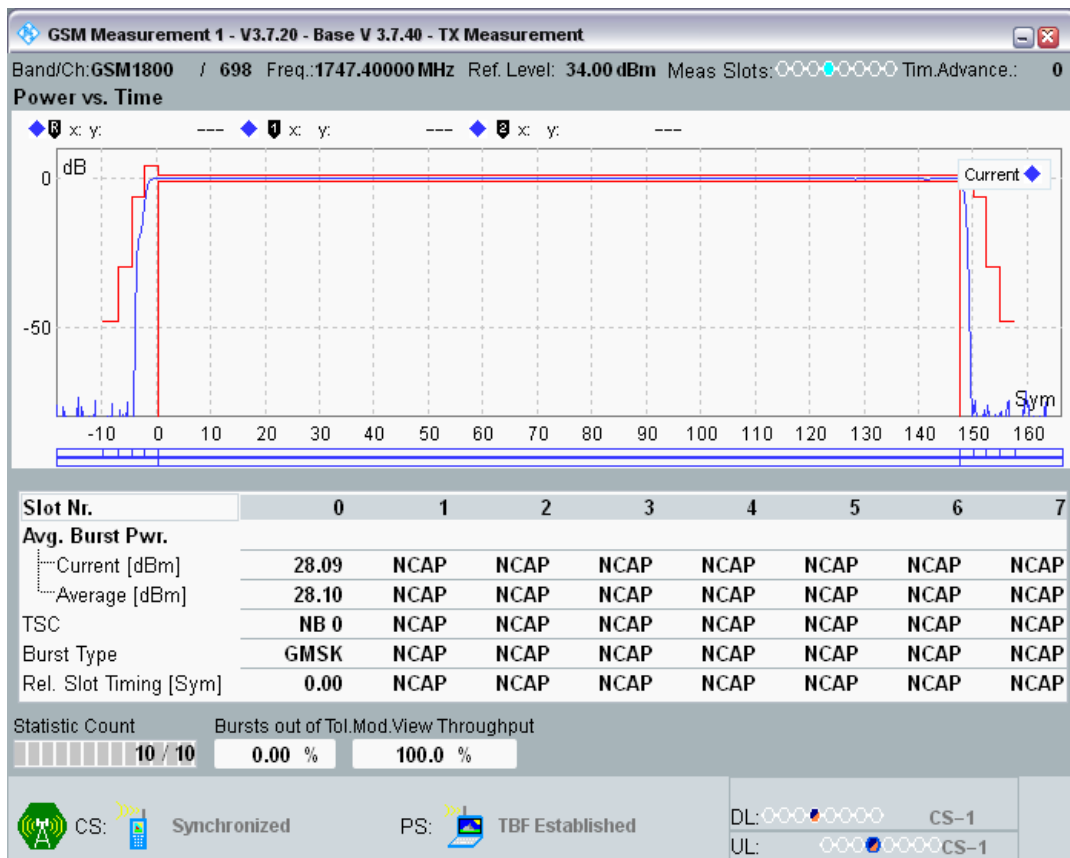 GSM Measurement 1 - V3.7.20 - Base V 3.7.40 - TX Measurement
Band/Ch:GSM1800 / 698 Freq.:1747.40000 MHz Ref. Level: 34.00 dBm Meas Slots: Tim.Advance.: 0
Power vs. Time
R x: y: --- 1 x: y: --- 2 x: y: ---
dB
Current
0
-50
Sym
-10 0 10 20 30 40 50 60 70 80 90 100 110 120 130 140 150 160
Slot Nr. 0 1 2 3 4 5 6 7
Avg. Burst Pwr.
Current [dBm] 28.09 NCAP NCAP NCAP NCAP NCAP NCAP NCAP
Average [dBm] 28.10 NCAP NCAP NCAP NCAP NCAP NCAP NCAP
TSC NB 0 NCAP NCAP NCAP NCAP NCAP NCAP NCAP
Burst Type GMSK NCAP NCAP NCAP NCAP NCAP NCAP NCAP
Rel. Slot Timing [Sym] 0.00 NCAP NCAP NCAP NCAP NCAP NCAP NCAP
Statistic Count Bursts out of Tol.Mod.View Throughput
10 / 10 0.00 % 100.0 %
CS: Synchronized PS: TBF Established DL: CS-1
UL: CS-1